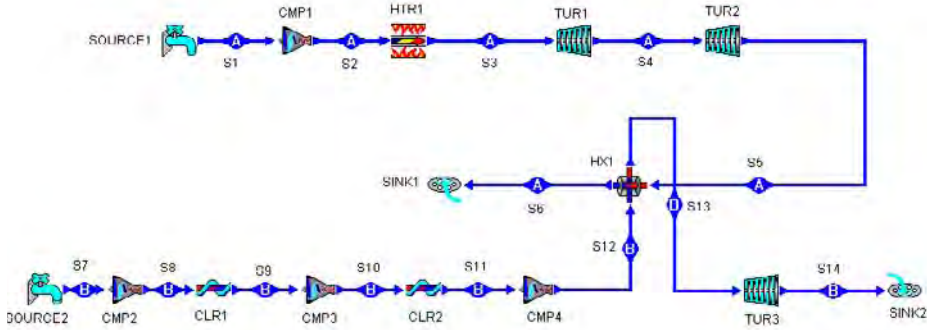 CMP1
HTR1
TUR1
TUR2
SOURCE1
A
A
A
A
S1
S2
S3
S4
HX1
S5
SINK1
A
A
S6
D
S13
S12
B
S7
S8
S9
S10
S11
S14
B
B
B
B
B
B
SOURCE2
CMP2
CLR1
CMP3
CLR2
CMP4
TUR3
SINK2